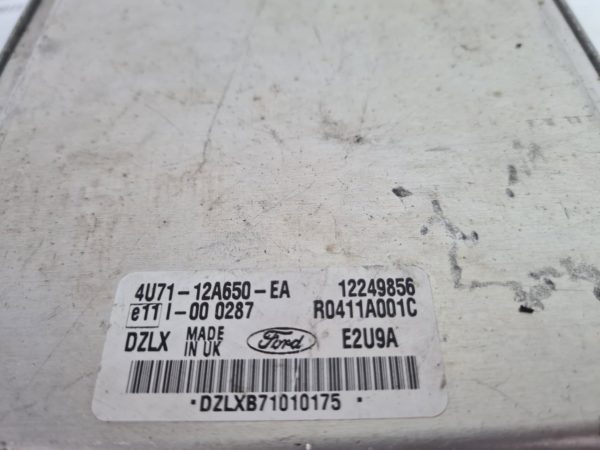 4U71-12A650-EA 12249856
e11 I-00 0287 R0411A001C
DZLX MADE IN UK Ford E2U9A
·DZLXB71010175·